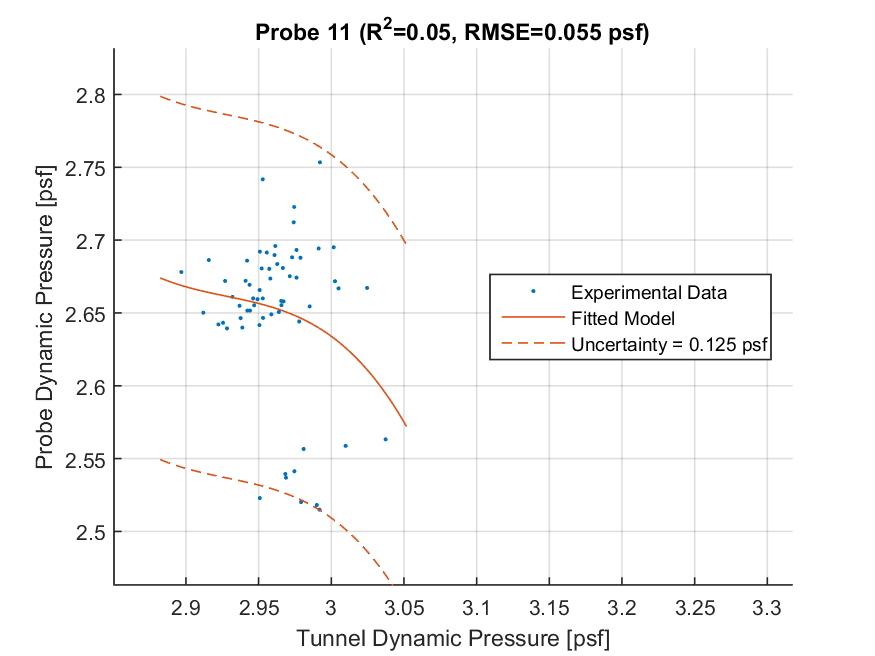 Probe 11 (R²=0.05, RMSE=0.055 psf)
2.8
2.75
2.7
2.65
2.6
2.55
2.5
Probe Dynamic Pressure [psf]
Experimental Data
Fitted Model
Uncertainty = 0.125 psf
2.9 2.95 3 3.05 3.1 3.15 3.2 3.25 3.3
Tunnel Dynamic Pressure [psf]